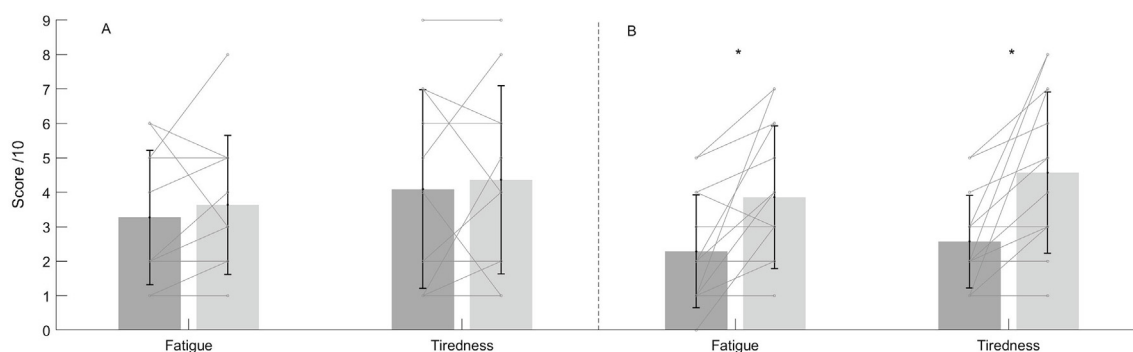 A
B
*
*
Score /10
9
8
7
6
5
4
3
2
1
0
Fatigue
Tiredness
Fatigue
Tiredness